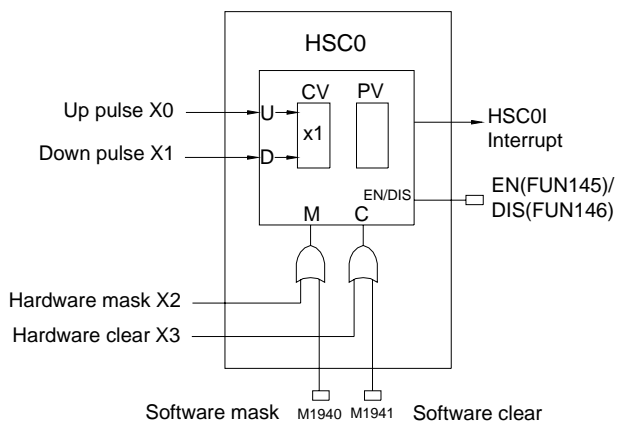 HSC0
CV PV
Up pulse X0
U
x1
HSC0I
Interrupt
Down pulse X1
D
EN/DIS
EN(FUN145)/
DIS(FUN146)
M C
Hardware mask X2
Hardware clear X3
Software mask M1940 M1941 Software clear